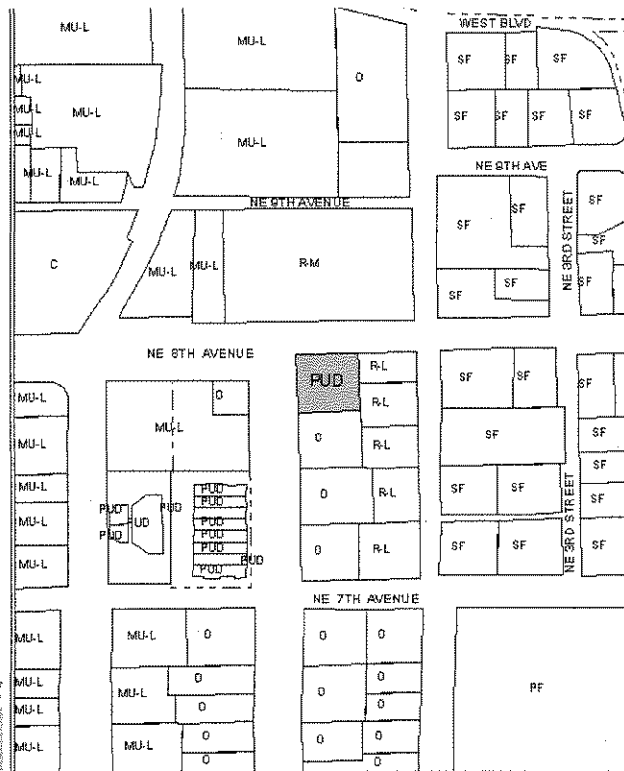 WEST BLVD
MU-L MU-L O SF SF SF
MU-L MU-L
MU-L MU-L SF SF SF SF
MU-L
MU-L MU-L NE 9TH AVE
NE 9TH AVENUE SF SF SF
C MU-L MU-L R-M NE 3RD STREET SF
SF SF SF
NE 8TH AVENUE
PUD R-L SF SF SF
MU-L O R-L
MU-L MU-L O R-L SF SF
SF
MU-L PUD O R-L SF SF
PUD PUD SF
MU-L PUD UD PUD PUD
PUD PUD NE 3RD STREET
MU-L PUD PUD O R-L SF SF SF
PUD
NE 7TH AVENUE
MU-L MU-L O O O
MU-L O O O PF
MU-L MU-L O O
MU-L MU-L O O O
O O